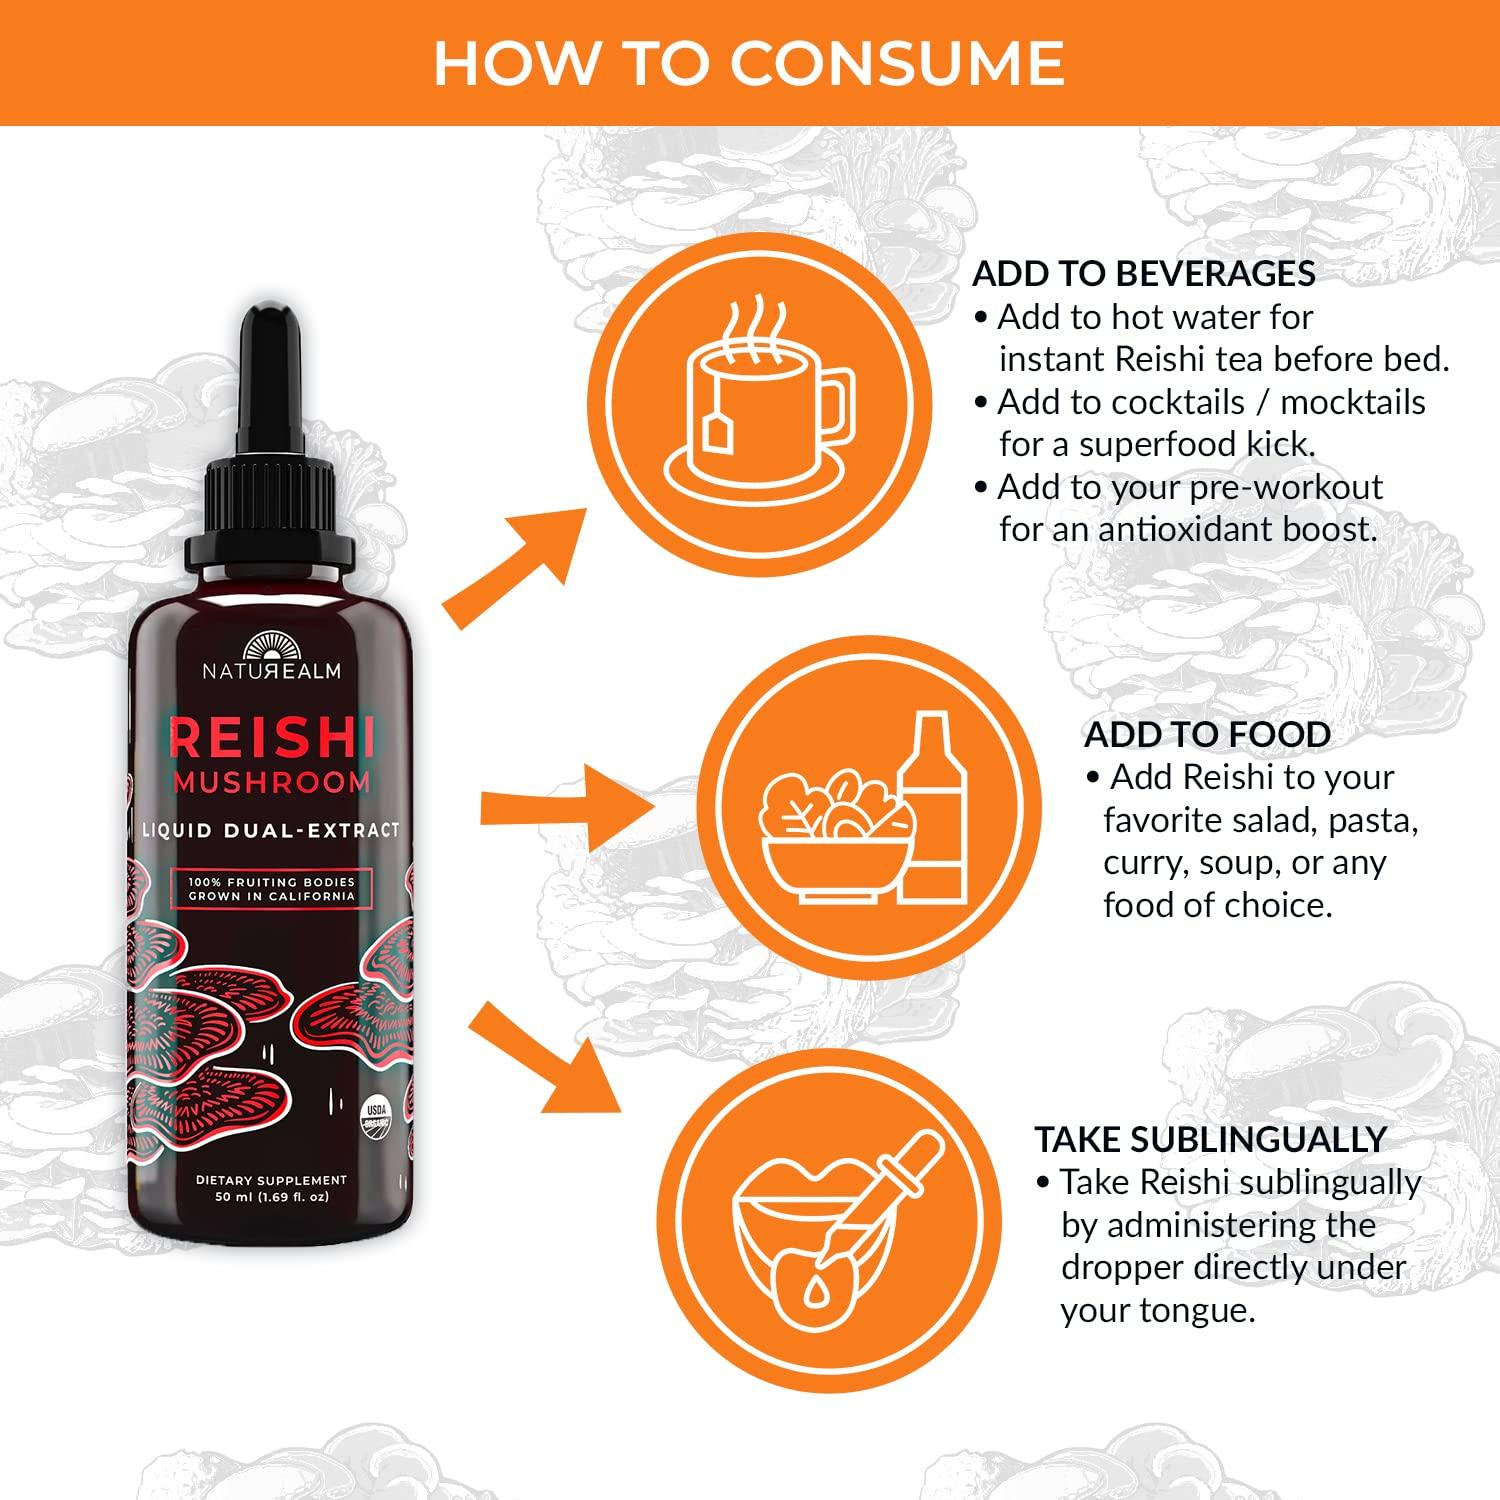 HOW TO CONSUME
NATUREALM
REISHI
MUSHROOM
LIQUID DUAL-EXTRACT
100% FRUITING BODIES
GROWN IN CALIFORNIA
USDA
ORGANIC
DIETARY SUPPLEMENT
50 ml (1.69 fl. oz)
ADD TO BEVERAGES
• Add to hot water for
instant Reishi tea before bed.
• Add to cocktails / mocktails
for a superfood kick.
• Add to your pre-workout
for an antioxidant boost.
ADD TO FOOD
• Add Reishi to your
favorite salad, pasta,
curry, soup, or any
food of choice.
TAKE SUBLINGUALLY
• Take Reishi sublingually
by administering the
dropper directly under
your tongue.